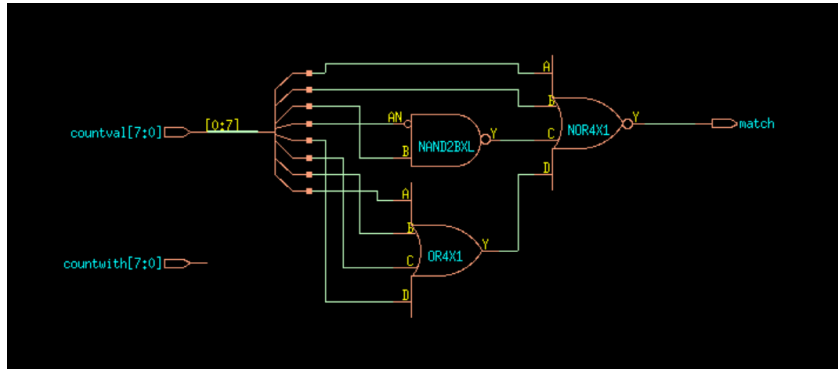 A
B
Y
[0:7]
AN
NOR4X1
match
countval[7:0]
Y
C
NAND2BXL
B
D
A
B
Y
OR4X1
countwith[7:0]
C
D